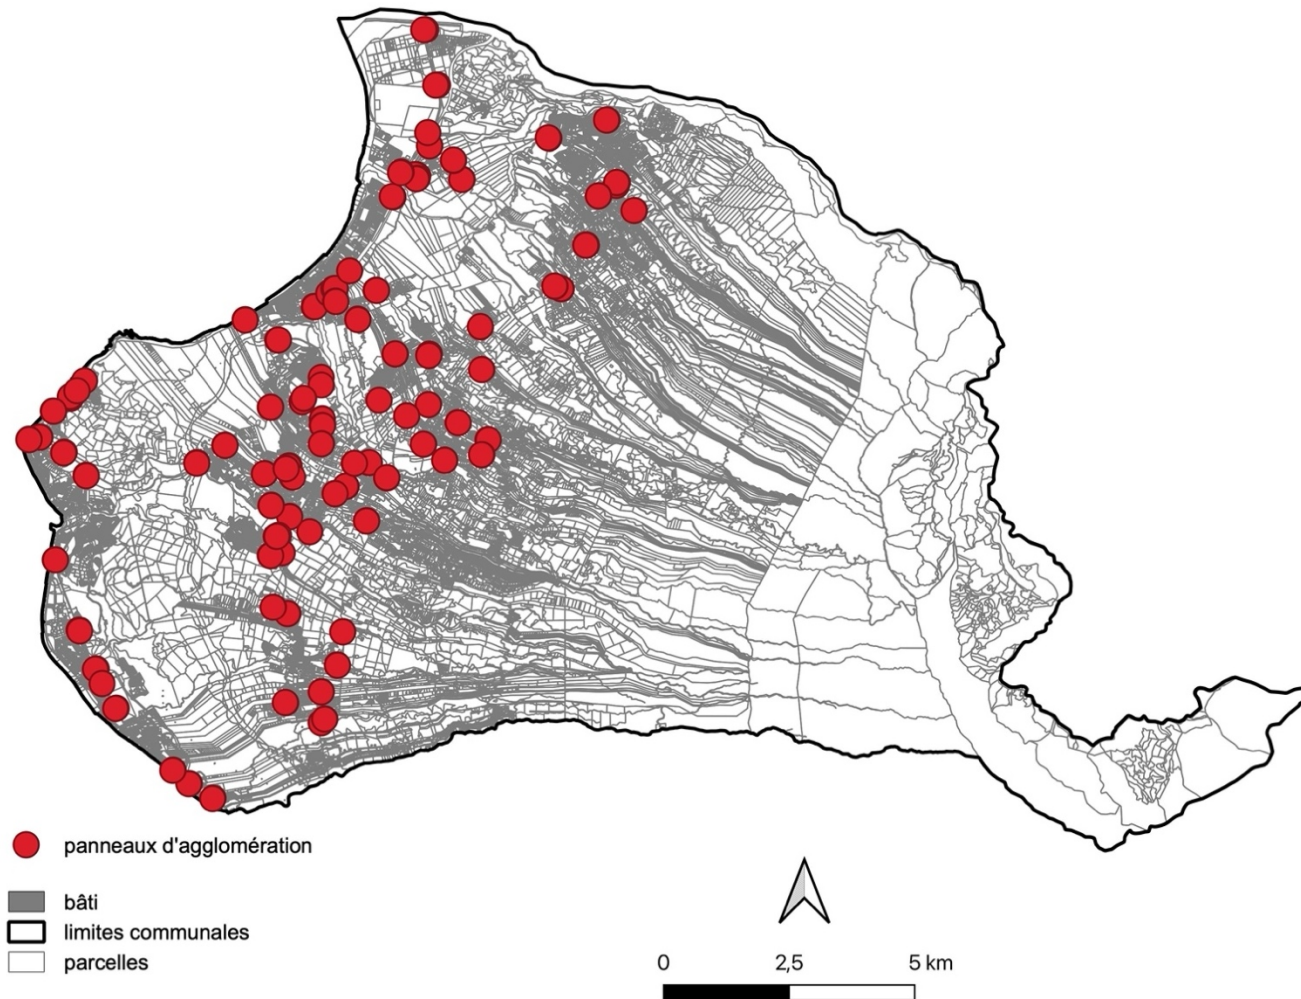 panneaux d'agglomération
bâti
limites communales
parcelles
0 2,5 5 km